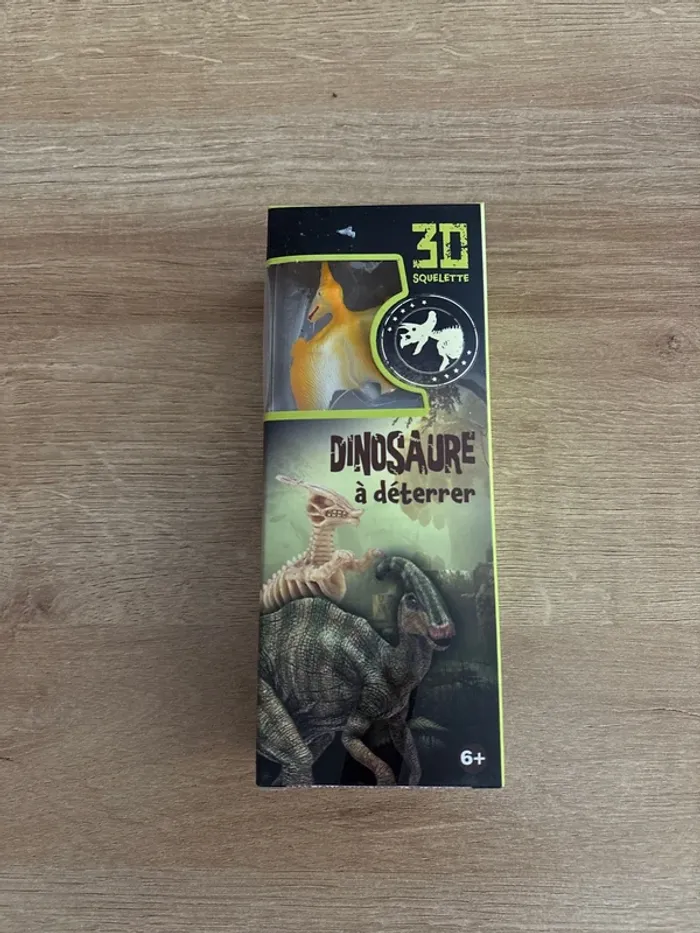 3D
SQUELETTE
DINOSAURE
à déterrer
6+